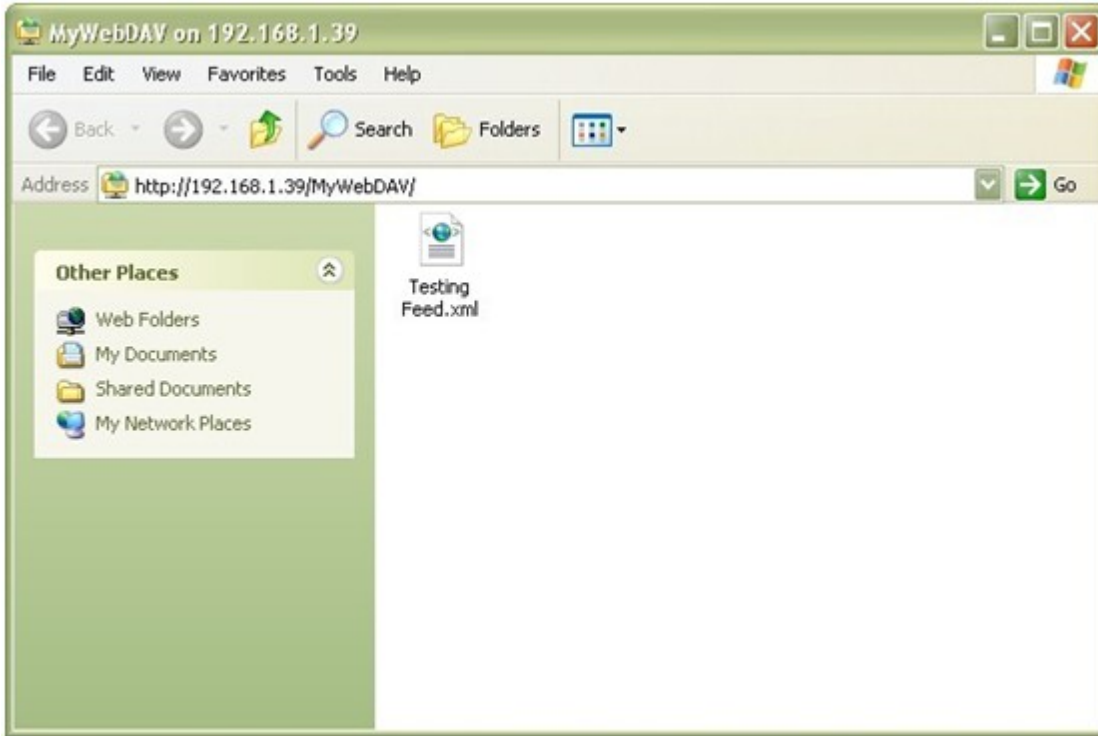 MyWebDAV on 192.168.1.39
File Edit View Favorites Tools Help
Back Search Folders
Address http://192.168.1.39/MyWebDAV/ Go
Other Places
Web Folders
My Documents
Shared Documents
My Network Places
Testing
Feed.xml